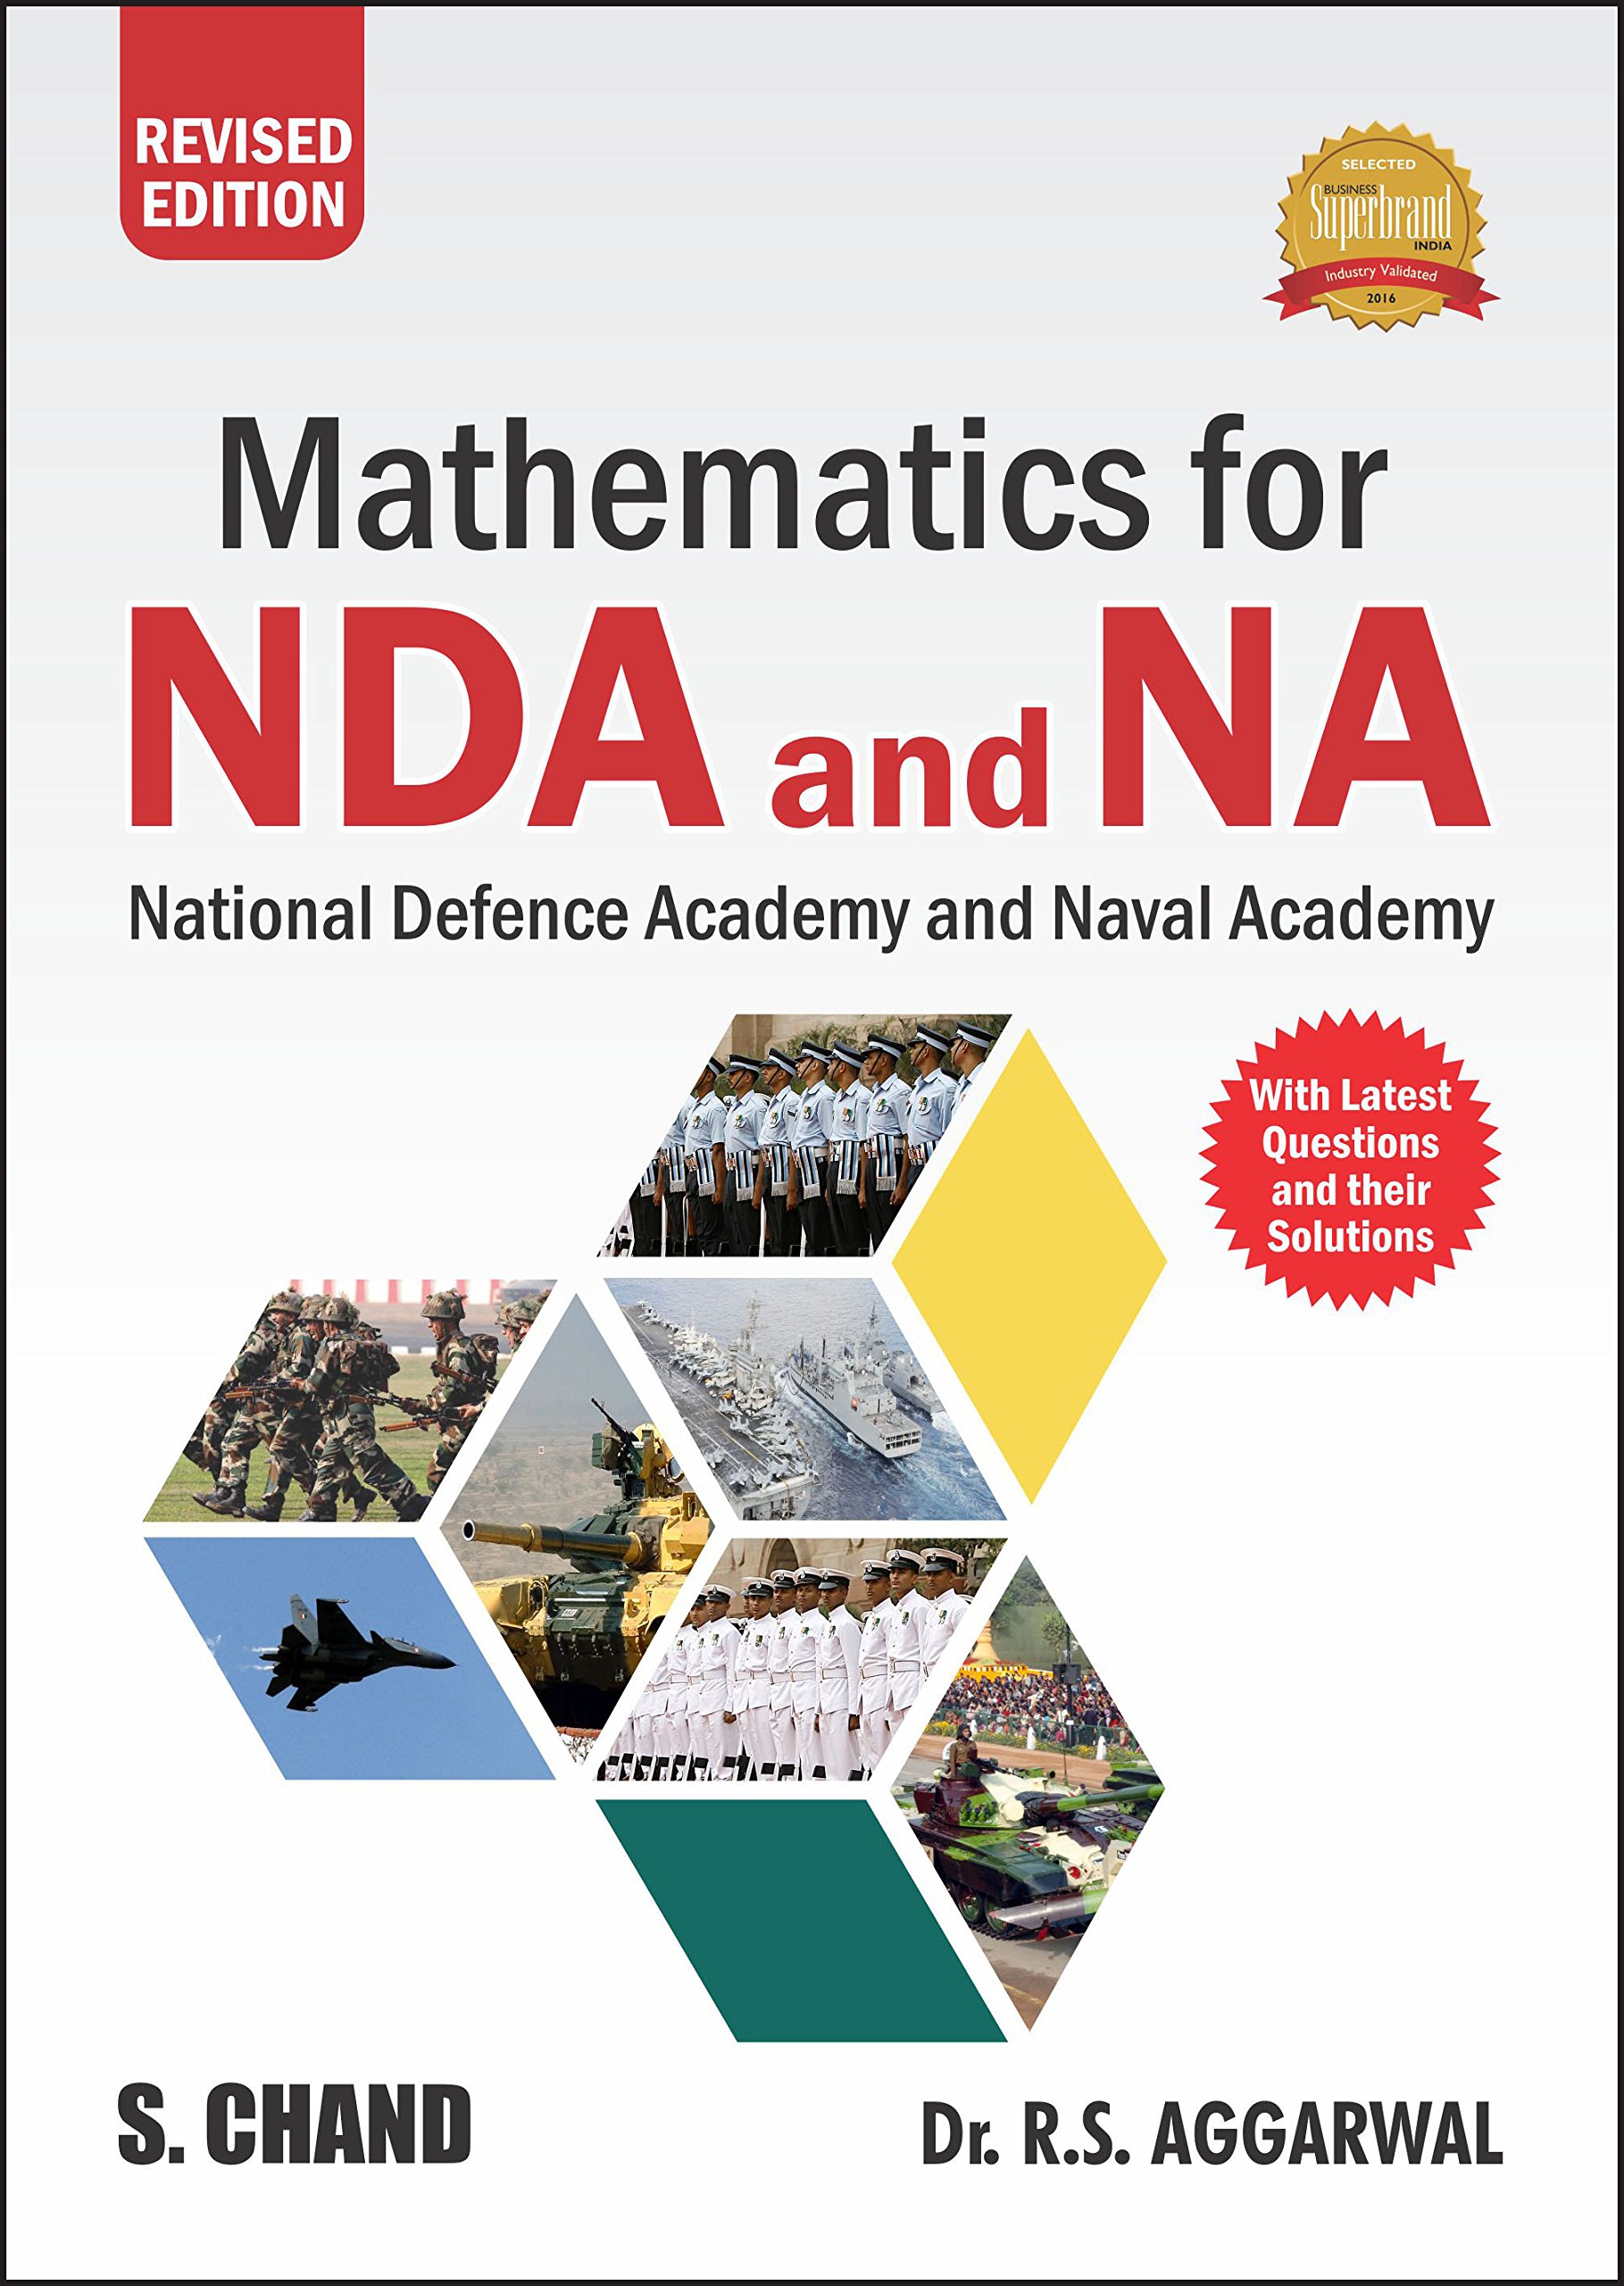 REVISED
EDITION
SELECTED
BUSINESS
Superbrand
INDIA
Industry Validated
2016
Mathematics for
NDA and NA
National Defence Academy and Naval Academy
With Latest
Questions
and their
Solutions
S. CHAND
Dr. R.S. AGGARWAL